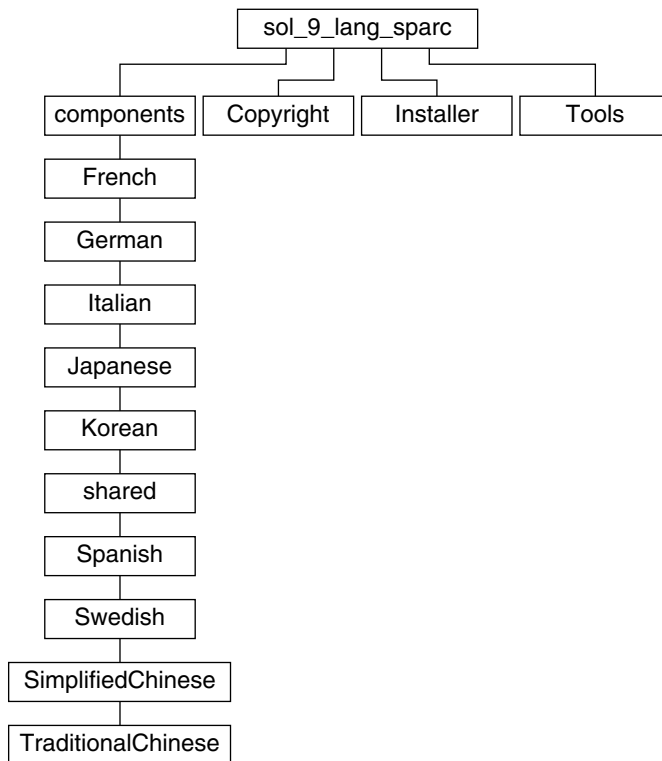 sol_9_lang_sparc
components
Copyright
Installer
Tools
French
German
Italian
Japanese
Korean
shared
Spanish
Swedish
SimplifiedChinese
TraditionalChinese